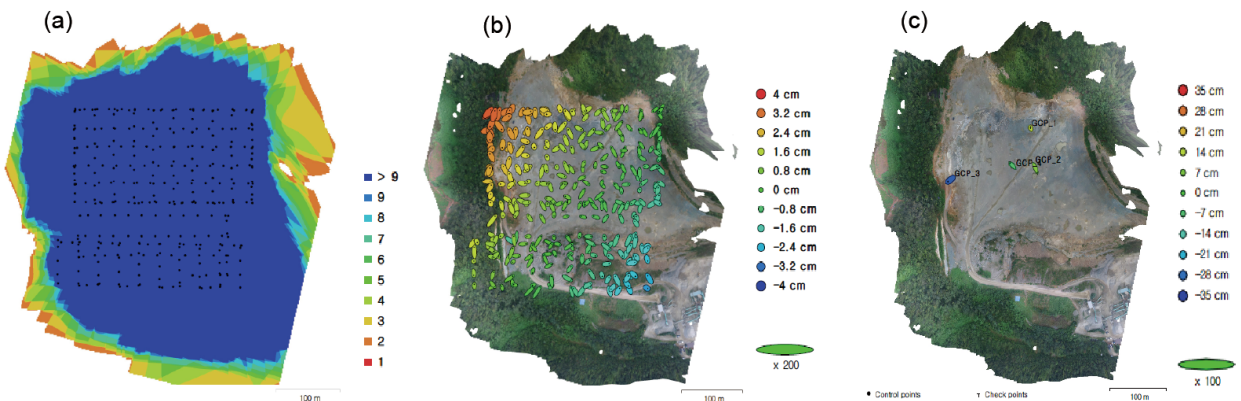 (a)
> 9
9
8
7
6
5
4
3
2
1
100 m
(b)
4 cm
3.2 cm
2.4 cm
1.6 cm
0.8 cm
0 cm
-0.8 cm
-1.6 cm
-2.4 cm
-3.2 cm
-4 cm
x 200
100 m
(c)
GCP_1
GCP_2
GCP_3
35 cm
28 cm
21 cm
14 cm
7 cm
0 cm
-7 cm
-14 cm
-21 cm
-28 cm
-35 cm
x 100
Control points
Check points
100 m